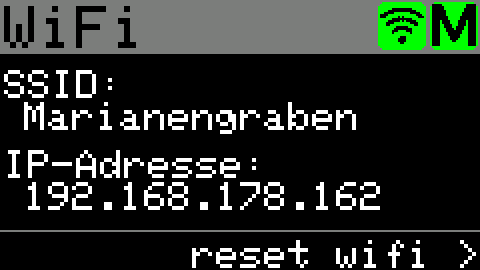 WiFi M
SSID:
Marianengraben
IP-Adresse:
192.168.178.162
reset wifi >